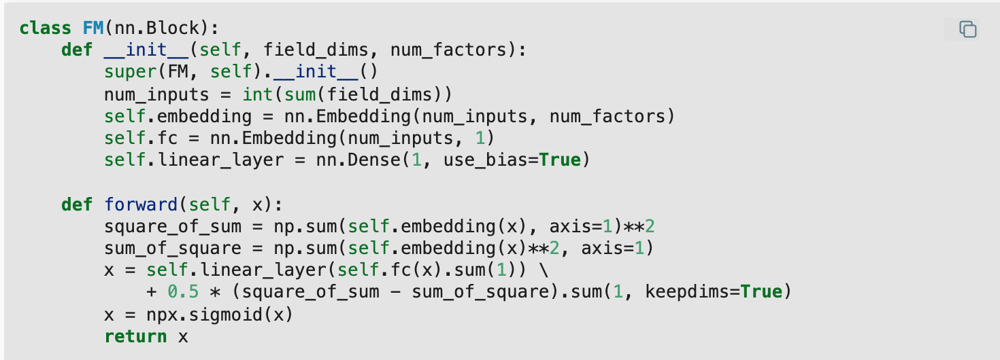 class FM(nn.Block):
    def __init__(self, field_dims, num_factors):
        super(FM, self).__init__()
        num_inputs = int(sum(field_dims))
        self.embedding = nn.Embedding(num_inputs, num_factors)
        self.fc = nn.Embedding(num_inputs, 1)
        self.linear_layer = nn.Dense(1, use_bias=True)

    def forward(self, x):
        square_of_sum = np.sum(self.embedding(x), axis=1)**2
        sum_of_square = np.sum(self.embedding(x)**2, axis=1)
        x = self.linear_layer(self.fc(x).sum(1)) \
            + 0.5 * (square_of_sum - sum_of_square).sum(1, keepdims=True)
        x = npx.sigmoid(x)
        return x